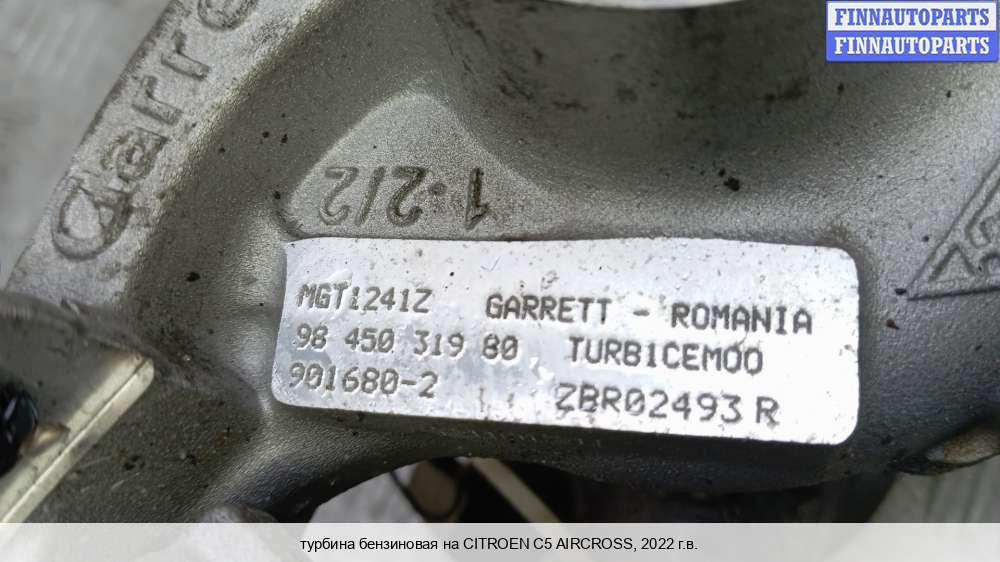 FINNAUTOPARTS
FINNAUTOPARTS
Garre
1-2/2
MGT1241Z GARRETT - ROMANIA
98 450 319 80 TURB1CEM00
901680-2 ZBR02493 R
турбина бензиновая на CITROEN C5 AIRCROSS, 2022 г.в.